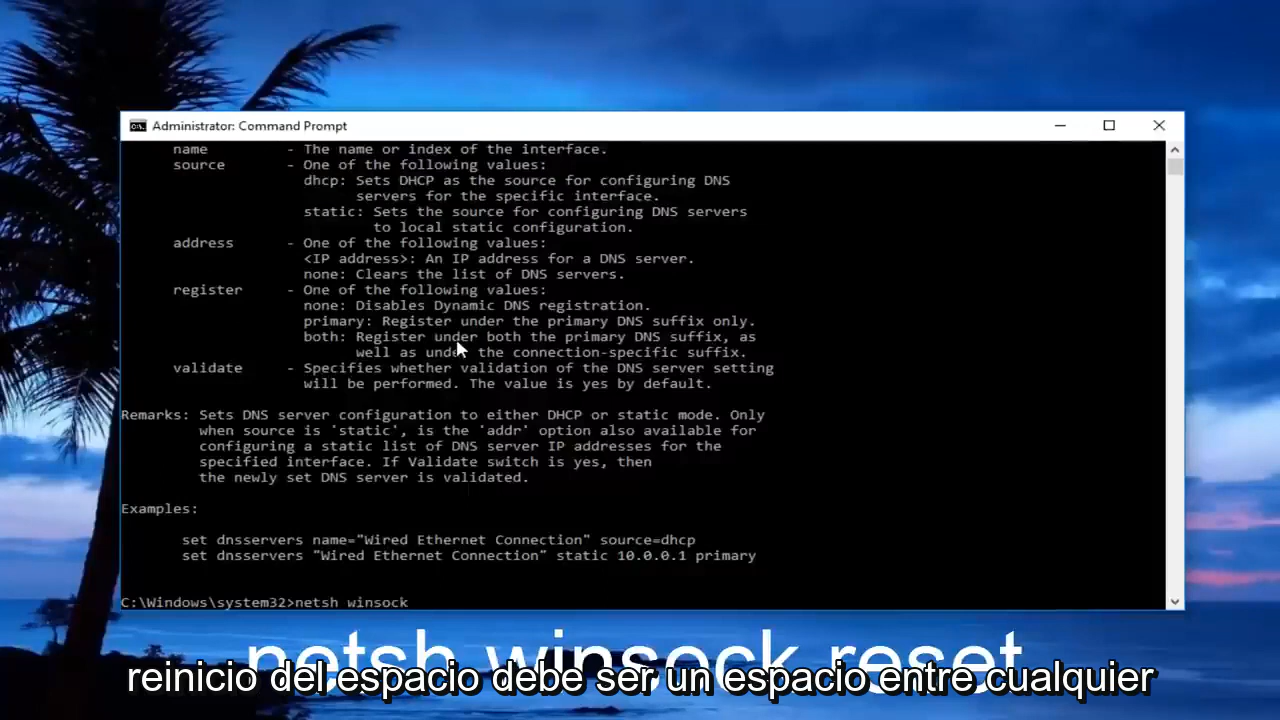 Administrator: Command Prompt
name - The name or index of the interface.
source - One of the following values:
dhcp: Sets DHCP as the source for configuring DNS
servers for the specific interface.
static: Sets the source for configuring DNS servers
to local static configuration.
address - One of the following values:
<IP address>: An IP address for a DNS server.
none: Clears the list of DNS servers.
register - One of the following values:
none: Disables Dynamic DNS registration.
primary: Register under the primary DNS suffix only.
both: Register under both the primary DNS suffix, as
well as under the connection-specific suffix.
validate - Specifies whether validation of the DNS server setting
will be performed. The value is yes by default.
Remarks: Sets DNS server configuration to either DHCP or static mode. Only
when source is 'static', is the 'addr' option also available for
configuring a static list of DNS server IP addresses for the
specified interface. If Validate switch is yes, then
the newly set DNS server is validated.
Examples:
set dnsservers name="Wired Ethernet Connection" source=dhcp
set dnsservers "Wired Ethernet Connection" static 10.0.0.1 primary
C:\Windows\system32>netsh winsock
netsh winsock reset
reinicio del espacio debe ser un espacio entre cualquier